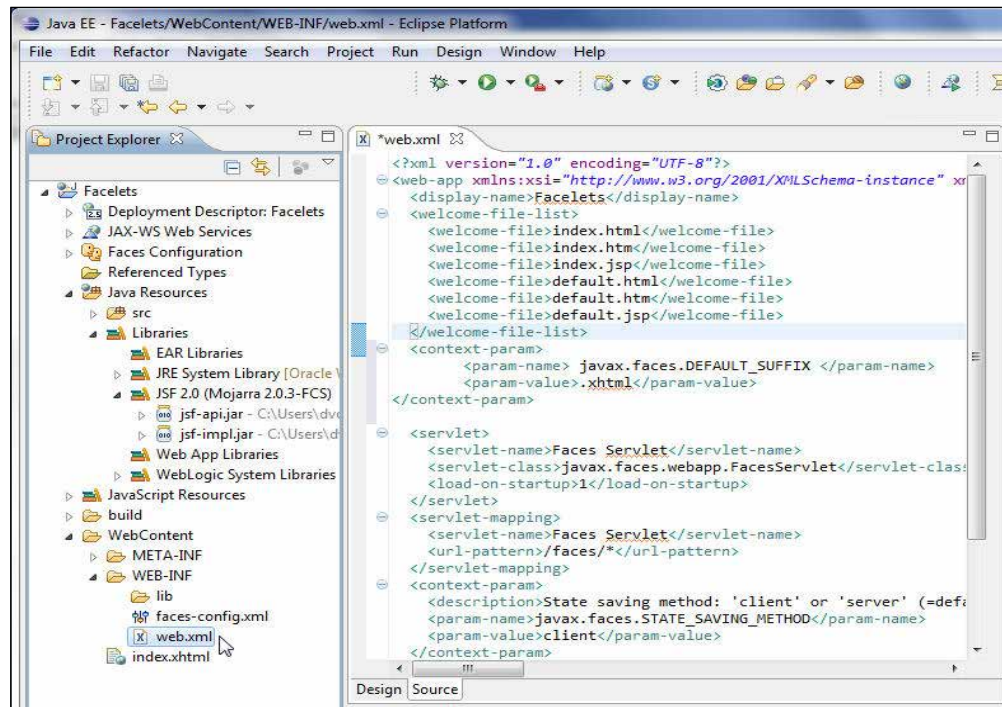 Java EE - Facelets/WebContent/WEB-INF/web.xml - Eclipse Platform
File Edit Refactor Navigate Search Project Run Design Window Help
Project Explorer
Facelets
Deployment Descriptor: Facelets
JAX-WS Web Services
Faces Configuration
Referenced Types
Java Resources
src
Libraries
EAR Libraries
JRE System Library [Oracle
JSF 2.0 (Mojarra 2.0.3-FCS)
jsf-api.jar - C:\Users\dv
jsf-impl.jar - C:\Users\d
Web App Libraries
WebLogic System Libraries
JavaScript Resources
build
WebContent
META-INF
WEB-INF
lib
faces-config.xml
web.xml
index.xhtml
*web.xml
<?xml version="1.0" encoding="UTF-8"?>
<web-app xmlns:xsi="http://www.w3.org/2001/XMLSchema-instance"
<display-name>Facelets</display-name>
<welcome-file-list>
<welcome-file>index.html</welcome-file>
<welcome-file>index.htm</welcome-file>
<welcome-file>index.jsp</welcome-file>
<welcome-file>default.html</welcome-file>
<welcome-file>default.htm</welcome-file>
<welcome-file>default.jsp</welcome-file>
</welcome-file-list>
<context-param>
<param-name> javax.faces.DEFAULT_SUFFIX </param-name>
<param-value>.xhtml</param-value>
</context-param>
<servlet>
<servlet-name>Faces Servlet</servlet-name>
<servlet-class>javax.faces.webapp.FacesServlet</servlet-clas
<load-on-startup>1</load-on-startup>
</servlet>
<servlet-mapping>
<servlet-name>Faces Servlet</servlet-name>
<url-pattern>/faces/*</url-pattern>
</servlet-mapping>
<context-param>
<description>State saving method: 'client' or 'server' (=defa
<param-name>javax.faces.STATE_SAVING_METHOD</param-name>
<param-value>client</param-value>
</context-param>
Design Source